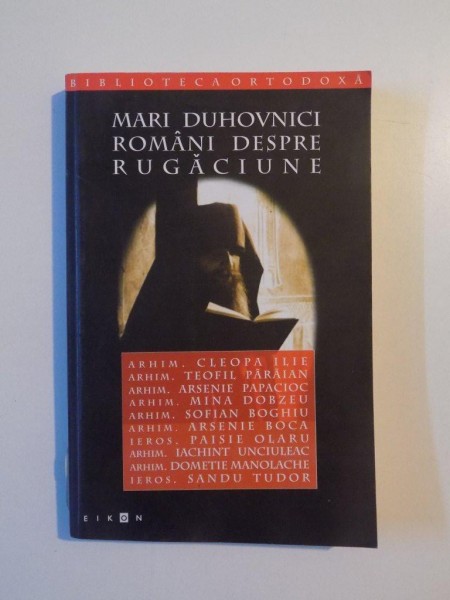 BIBLIOTECA ORTODOXĂ
MARI DUHOVNICI
ROMÂNI DESPRE
RUGĂCIUNE
ARHIM. CLEOPA ILIE
ARHIM. TEOFIL PĂRĂIAN
ARHIM. ARSENIE PAPACIOC
ARHIM. MINA DOBZEU
ARHIM. SOFIAN BOGHIU
ARHIM. ARSENIE BOCA
IEROS. PAISIE OLARU
ARHIM. IACHINT UNCIULEAC
ARHIM. DOMETIE MANOLACHE
IEROS. SANDU TUDOR
EIKON